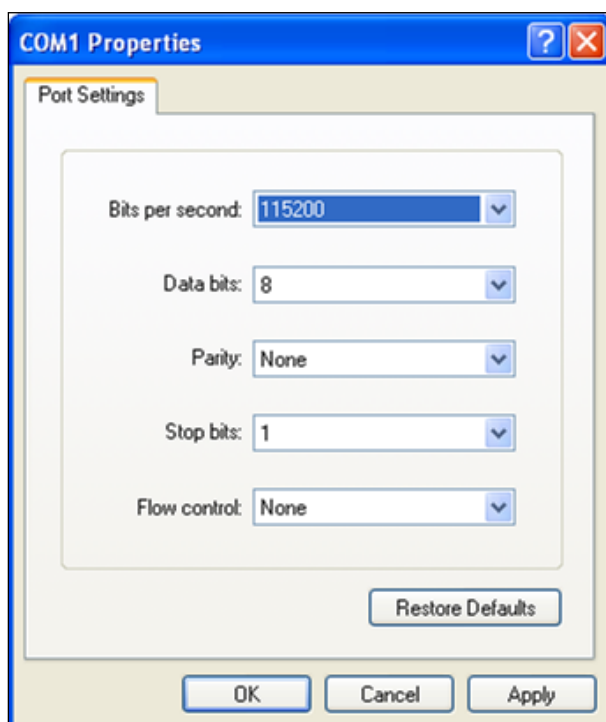 COM1 Properties
Port Settings
Bits per second: 115200
Data bits: 8
Parity: None
Stop bits: 1
Flow control: None
Restore Defaults
OK Cancel Apply